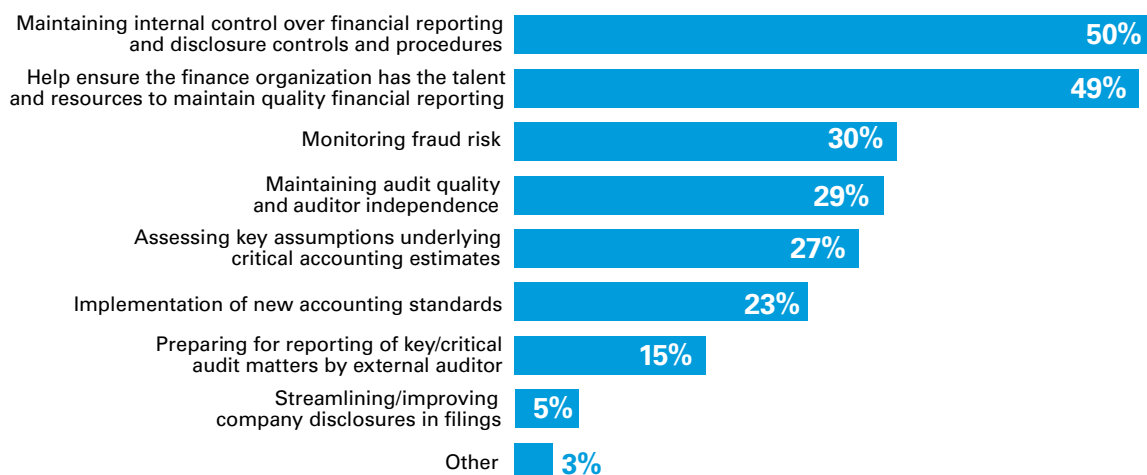 Maintaining internal control over financial reporting
and disclosure controls and procedures
50%
Help ensure the finance organization has the talent
and resources to maintain quality financial reporting
49%
Monitoring fraud risk
30%
Maintaining audit quality
and auditor independence
29%
Assessing key assumptions underlying
critical accounting estimates
27%
Implementation of new accounting standards
23%
Preparing for reporting of key/critical
audit matters by external auditor
15%
Streamlining/improving
company disclosures in filings
5%
Other
3%